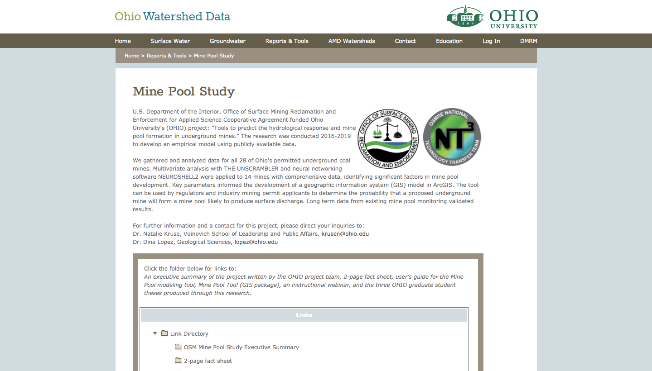 Ohio Watershed Data
OHIO
UNIVERSITY
Home Surface Water Groundwater Reports & Tools AMD Watersheds Contact Education Log In DMRM
Home > Reports & Tools > Mine Pool Study
Mine Pool Study
U.S. Department of the Interior, Office of Surface Mining Reclamation and
Enforcement for Applied Science Cooperative Agreement funded Ohio
University's (OHIO) project: "Tools to predict the hydrological response and mine
pool formation in underground mines." The research was conducted 2016-2019
to develop an empirical model using publicly available data.
OFFICE OF SURFACE MINING
RECLAMATION AND ENFORCEMENT
OSMRE NATIONAL
NT³
TECHNOLOGY TRANSFER TEAM
We gathered and analyzed data for all 28 of Ohio's permitted underground coal
mines. Multivariate analysis with THE UNSCRAMBLER and neural networking
software NEUROSHELL2 were applied to 14 mines with comprehensive data, identifying significant factors in mine pool
development. Key parameters informed the development of a geographic information system (GIS) model in ArcGIS. The tool
can be used by regulators and industry mining permit applicants to determine the probability that a proposed underground
mine will form a mine pool likely to produce surface discharge. Long term data from existing mine pool monitoring validated
results.
For further information and a contact for this project, please direct your inquiries to:
Dr. Natalie Kruse, Voinovich School of Leadership and Public Affairs, krusen@ohio.edu
Dr. Dina Lopez, Geological Sciences, lopezd@ohio.edu
Click the folder below for links to:
An executive summary of the project written by the OHIO project team, 2-page fact sheet, user's guide for the Mine
Pool modeling tool, Mine Pool Tool (GIS package), an instructional webinar, and the three OHIO graduate student
theses produced through this research.
Links
Link Directory
OSM Mine Pool Study Executive Summary
2-page fact sheet